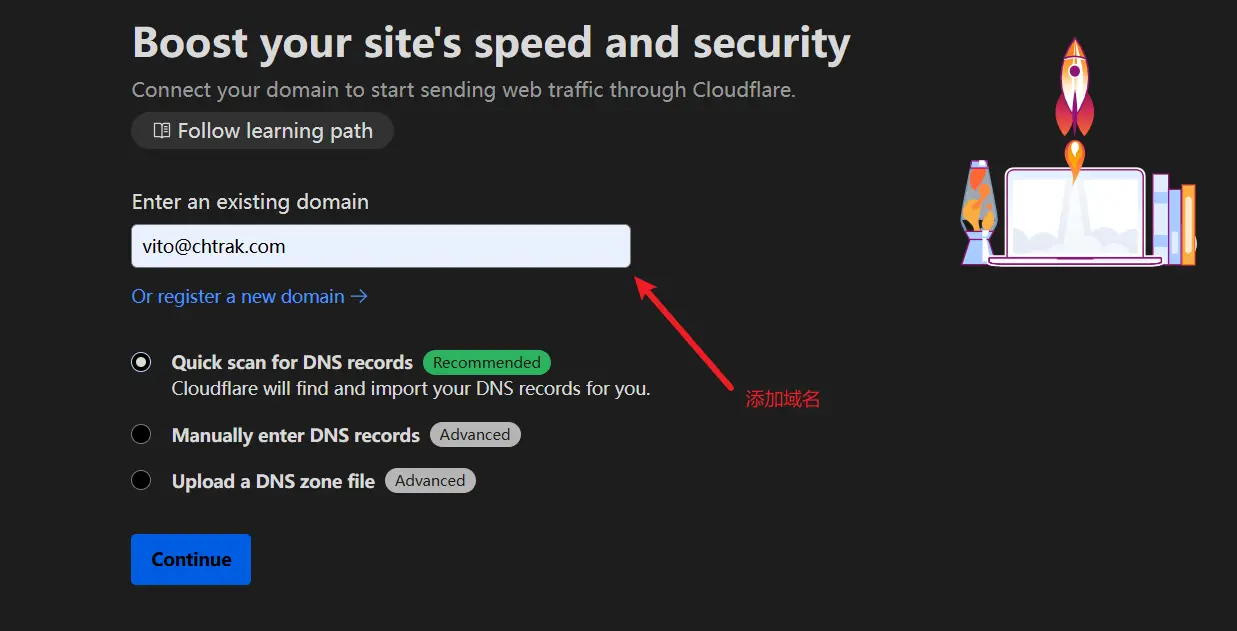 Boost your site's speed and security
Connect your domain to start sending web traffic through Cloudflare.
Follow learning path
Enter an existing domain
vito@chtrak.com
Or register a new domain →
Quick scan for DNS records Recommended
Cloudflare will find and import your DNS records for you.
添加域名
Manually enter DNS records Advanced
Upload a DNS zone file Advanced
Continue